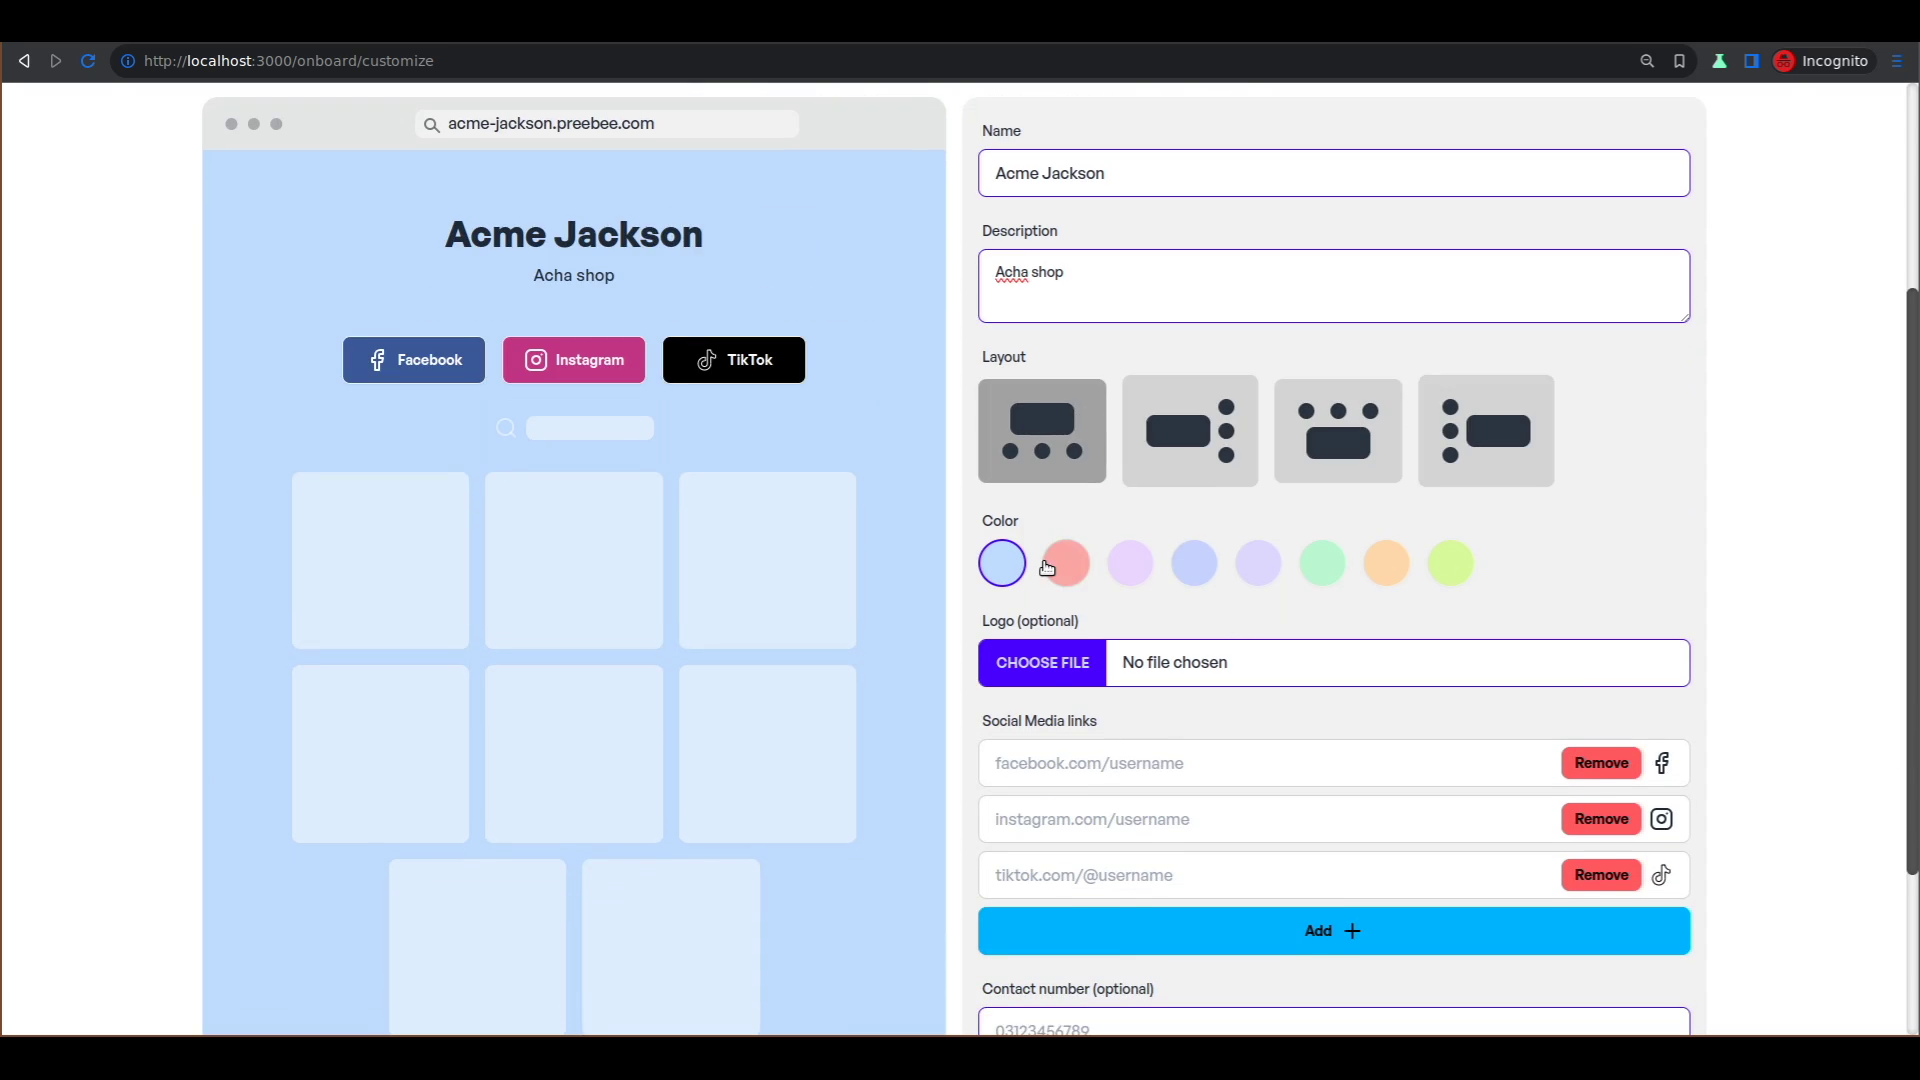 http://localhost:3000/onboard/customize
Incognito
acme-jackson.preebee.com
Acme Jackson
Acha shop
Facebook
Instagram
TikTok
Name
Acme Jackson
Description
Acha shop
Layout
Color
Logo (optional)
CHOOSE FILE No file chosen
Social Media links
facebook.com/username Remove
instagram.com/username Remove
tiktok.com/@username Remove
Add
Contact number (optional)
03123456789